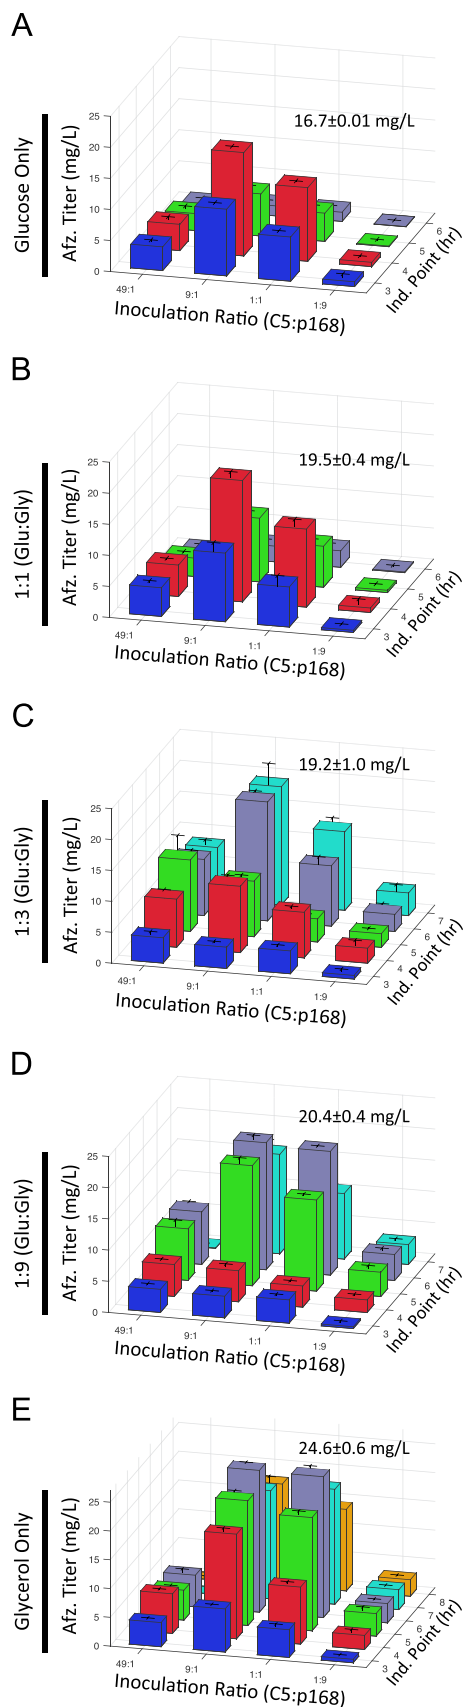 A
Glucose Only
Afz. Titer (mg/L)
25
20
15
10
5
0
16.7±0.01 mg/L
49:1
9:1
1:1
1:9
3
4
5
6
Inoculation Ratio (C5:p168)
Ind. Point (hr)
B
1:1 (Glu:Gly)
Afz. Titer (mg/L)
25
20
15
10
5
0
19.5±0.4 mg/L
49:1
9:1
1:1
1:9
3
4
5
6
Inoculation Ratio (C5:p168)
Ind. Point (hr)
C
1:3 (Glu:Gly)
Afz. Titer (mg/L)
25
20
15
10
5
0
19.2±1.0 mg/L
49:1
9:1
1:1
1:9
3
4
5
6
7
Inoculation Ratio (C5:p168)
Ind. Point (hr)
D
1:9 (Glu:Gly)
Afz. Titer (mg/L)
25
20
15
10
5
0
20.4±0.4 mg/L
49:1
9:1
1:1
1:9
3
4
5
6
7
Inoculation Ratio (C5:p168)
Ind. Point (hr)
E
Glycerol Only
Afz. Titer (mg/L)
25
20
15
10
5
0
24.6±0.6 mg/L
49:1
9:1
1:1
1:9
3
4
5
6
7
8
Inoculation Ratio (C5:p168)
Ind. Point (hr)